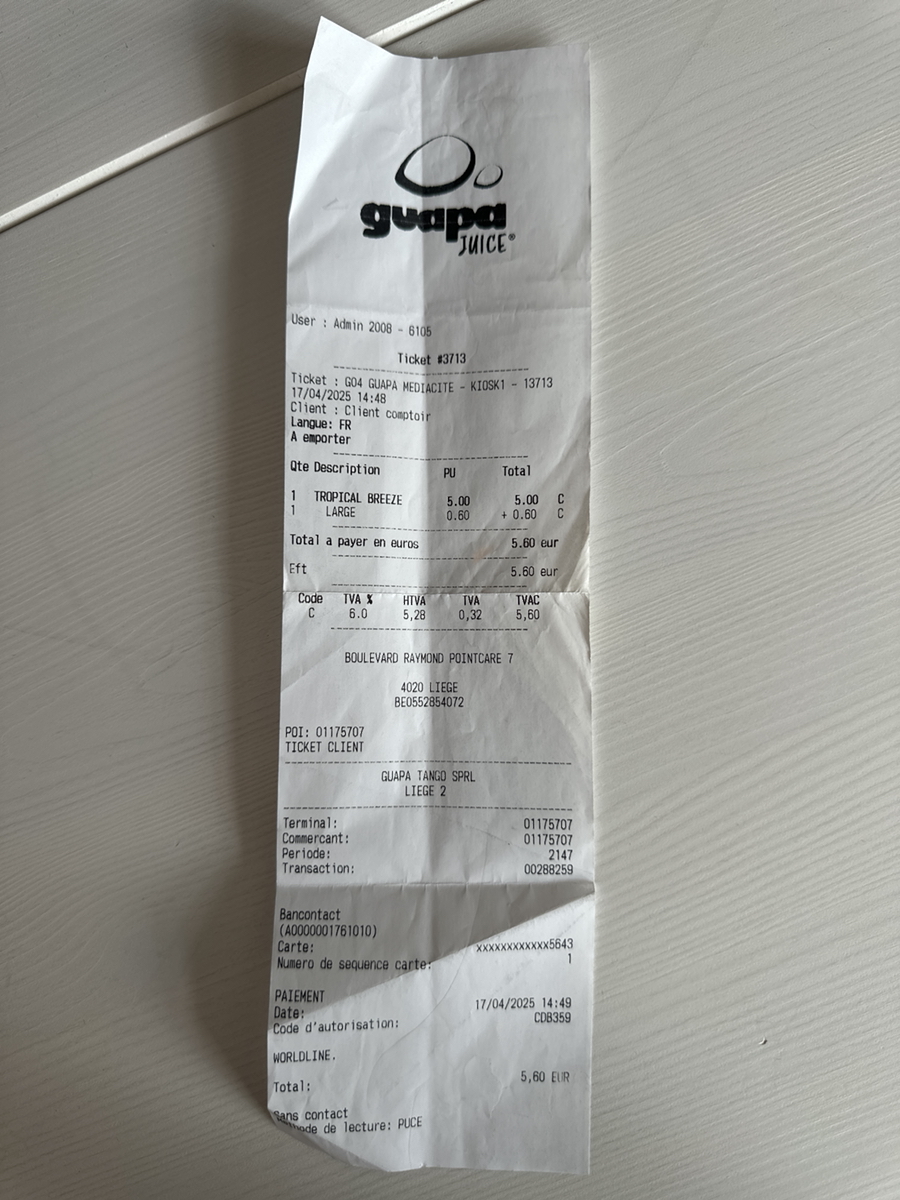 guapa
JUICE®
User : Admin 2008 - 6105
Ticket #3713
Ticket : G04 GUAPA MEDIACITE - KIOSK1 - 13713
17/04/2025 14:48
Client : Client comptoir
Langue: FR
A emporter
Qte Description PU Total
1 TROPICAL BREEZE 5.00 5.00 C
1 LARGE 0.60 + 0.60 C
Total a payer en euros 5.60 eur
Eft 5.60 eur
Code TVA % HTVA TVA TVAC
C 6.0 5,28 0,32 5,60
BOULEVARD RAYMOND POINTCARE 7
4020 LIEGE
BE0552854072
POI: 01175707
TICKET CLIENT
GUAPA TANGO SPRL
LIEGE 2
Terminal: 01175707
Commercant: 01175707
Periode: 2147
Transaction: 00288259
Bancontact
(A0000001761010)
Carte: xxxxxxxxxxxx5643
Numero de sequence carte: 1
PAIEMENT
Date: 17/04/2025 14:49
Code d'autorisation: CDB359
WORLDLINE.
Total: 5,60 EUR
Sans contact
de lecture: PUCE